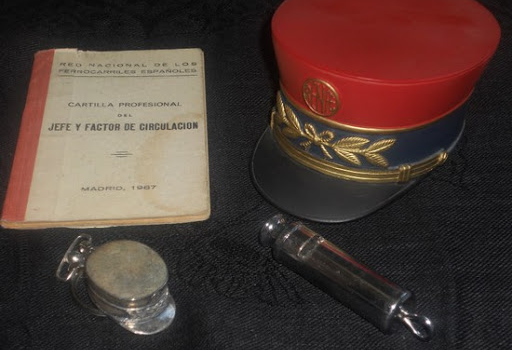 RED NACIONAL DE LOS
FERROCARRILES ESPAÑOLES
CARTILLA PROFESIONAL
DEL
JEFE Y FACTOR DE CIRCULACION
MADRID, 1967